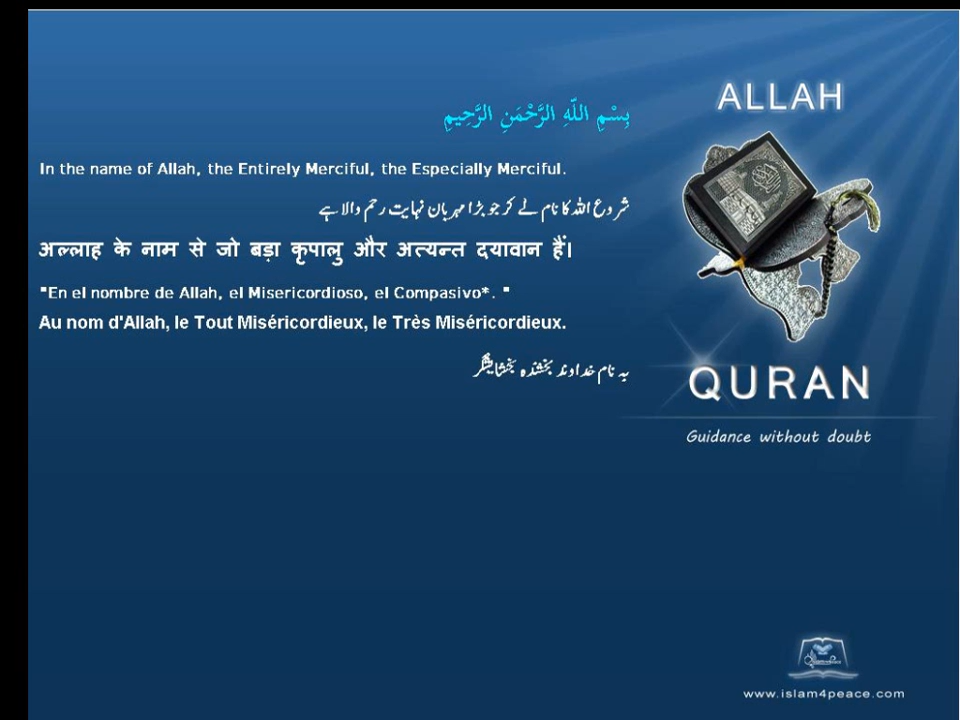 بِسْمِ اللَّهِ الرَّحْمَنِ الرَّحِيمِ
In the name of Allah, the Entirely Merciful, the Especially Merciful.
شروع الله کا نام لے کر جو بڑا مہربان نہایت رحم والا ہے
अल्लाह के नाम से जो बड़ा कृपालु और अत्यन्त दयावान हैं।
"En el nombre de Allah, el Misericordioso, el Compasivo*. "
Au nom d'Allah, le Tout Miséricordieux, le Très Miséricordieux.
به نام خداوند بخشنده بخشایشگر
ALLAH
QURAN
Guidance without doubt
www.islam4peace.com